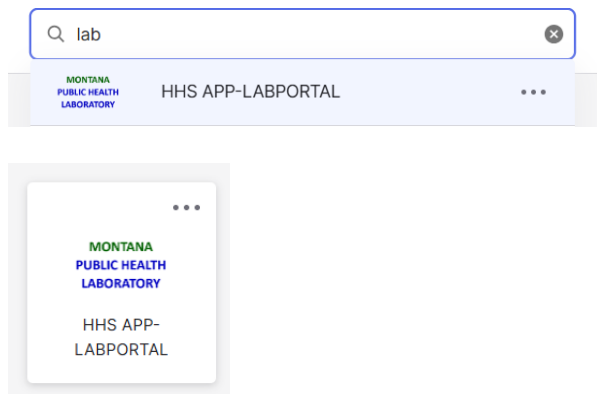 lab
MONTANA
PUBLIC HEALTH
LABORATORY
HHS APP-LABPORTAL
MONTANA
PUBLIC HEALTH
LABORATORY
HHS APP-
LABPORTAL